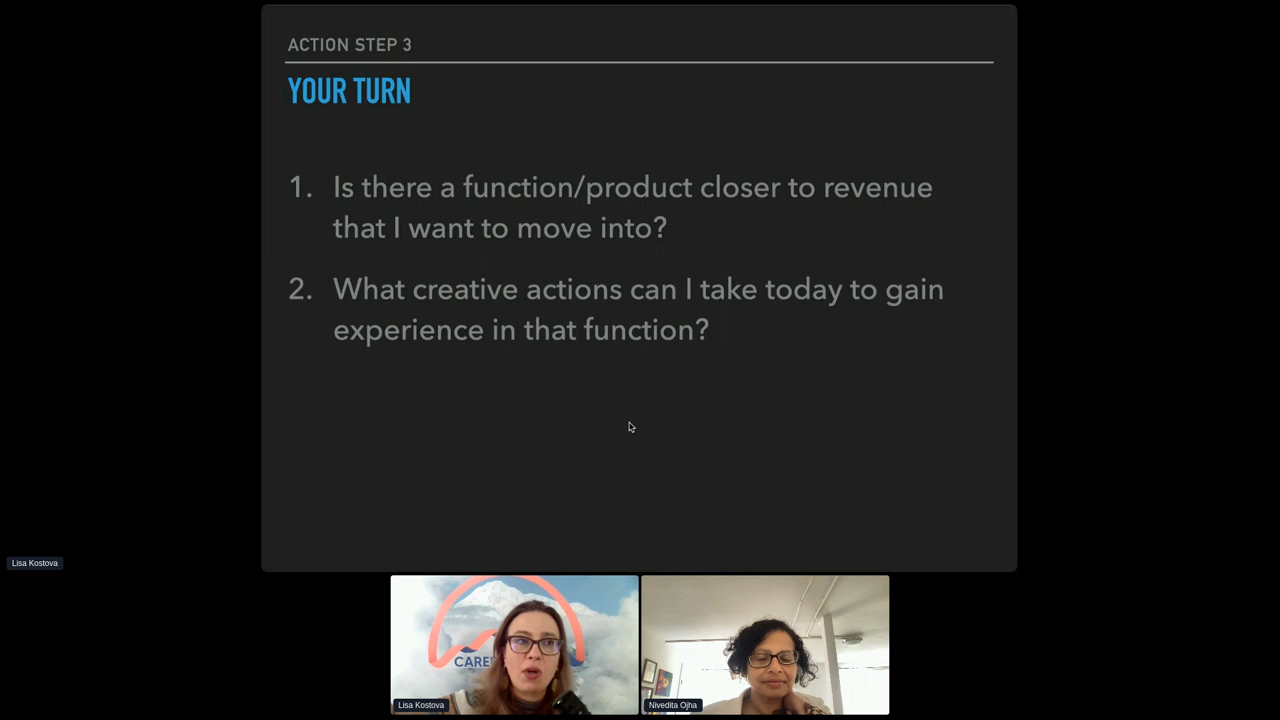 ACTION STEP 3
YOUR TURN
1. Is there a function/product closer to revenue
that I want to move into?
2. What creative actions can I take today to gain
experience in that function?
Lisa Kostova
Lisa Kostova
Nivedita Ojha